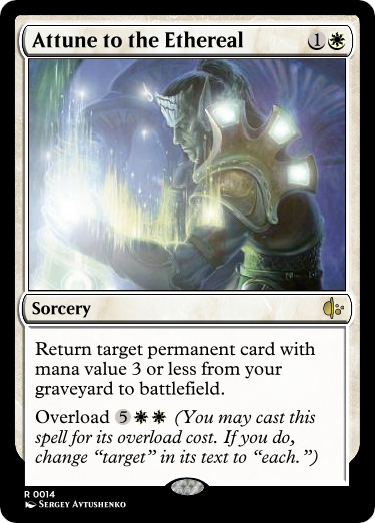 Attune to the Ethereal 1
Sorcery
Return target permanent card with
mana value 3 or less from your
graveyard to battlefield.
Overload 5 (You may cast this
spell for its overload cost. If you do,
change “target” in its text to “each.”)
R 0014
Sergey Avtushenko